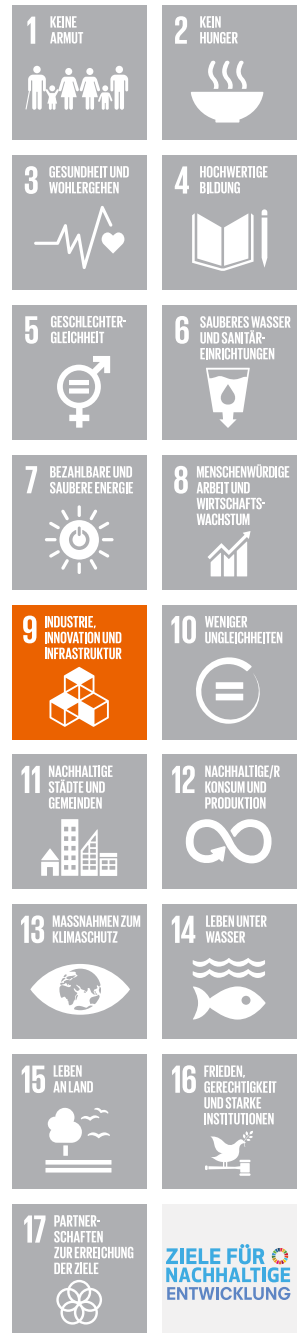 1 KEINE
ARMUT
2 KEIN
HUNGER
3 GESUNDHEIT UND
WOHLERGEHEN
4 HOCHWERTIGE
BILDUNG
5 GESCHLECHTER-
GLEICHHEIT
6 SAUBERES WASSER
UND SANITÄR-
EINRICHTUNGEN
7 BEZAHLBARE UND
SAUBERE ENERGIE
8 MENSCHENWÜRDIGE
ARBEIT UND
WIRTSCHAFTS-
WACHSTUM
9 INDUSTRIE,
INNOVATION UND
INFRASTRUKTUR
10 WENIGER
UNGLEICHHEITEN
11 NACHHALTIGE
STÄDTE UND
GEMEINDEN
12 NACHHALTIGE/R
KONSUM UND
PRODUKTION
13 MASSNAHMEN ZUM
KLIMASCHUTZ
14 LEBEN UNTER
WASSER
15 LEBEN
AN LAND
16 FRIEDEN,
GERECHTIGKEIT
UND STARKE
INSTITUTIONEN
17 PARTNER-
SCHAFTEN
ZUR ERREICHUNG
DER ZIELE
ZIELE FÜR
NACHHALTIGE
ENTWICKLUNG